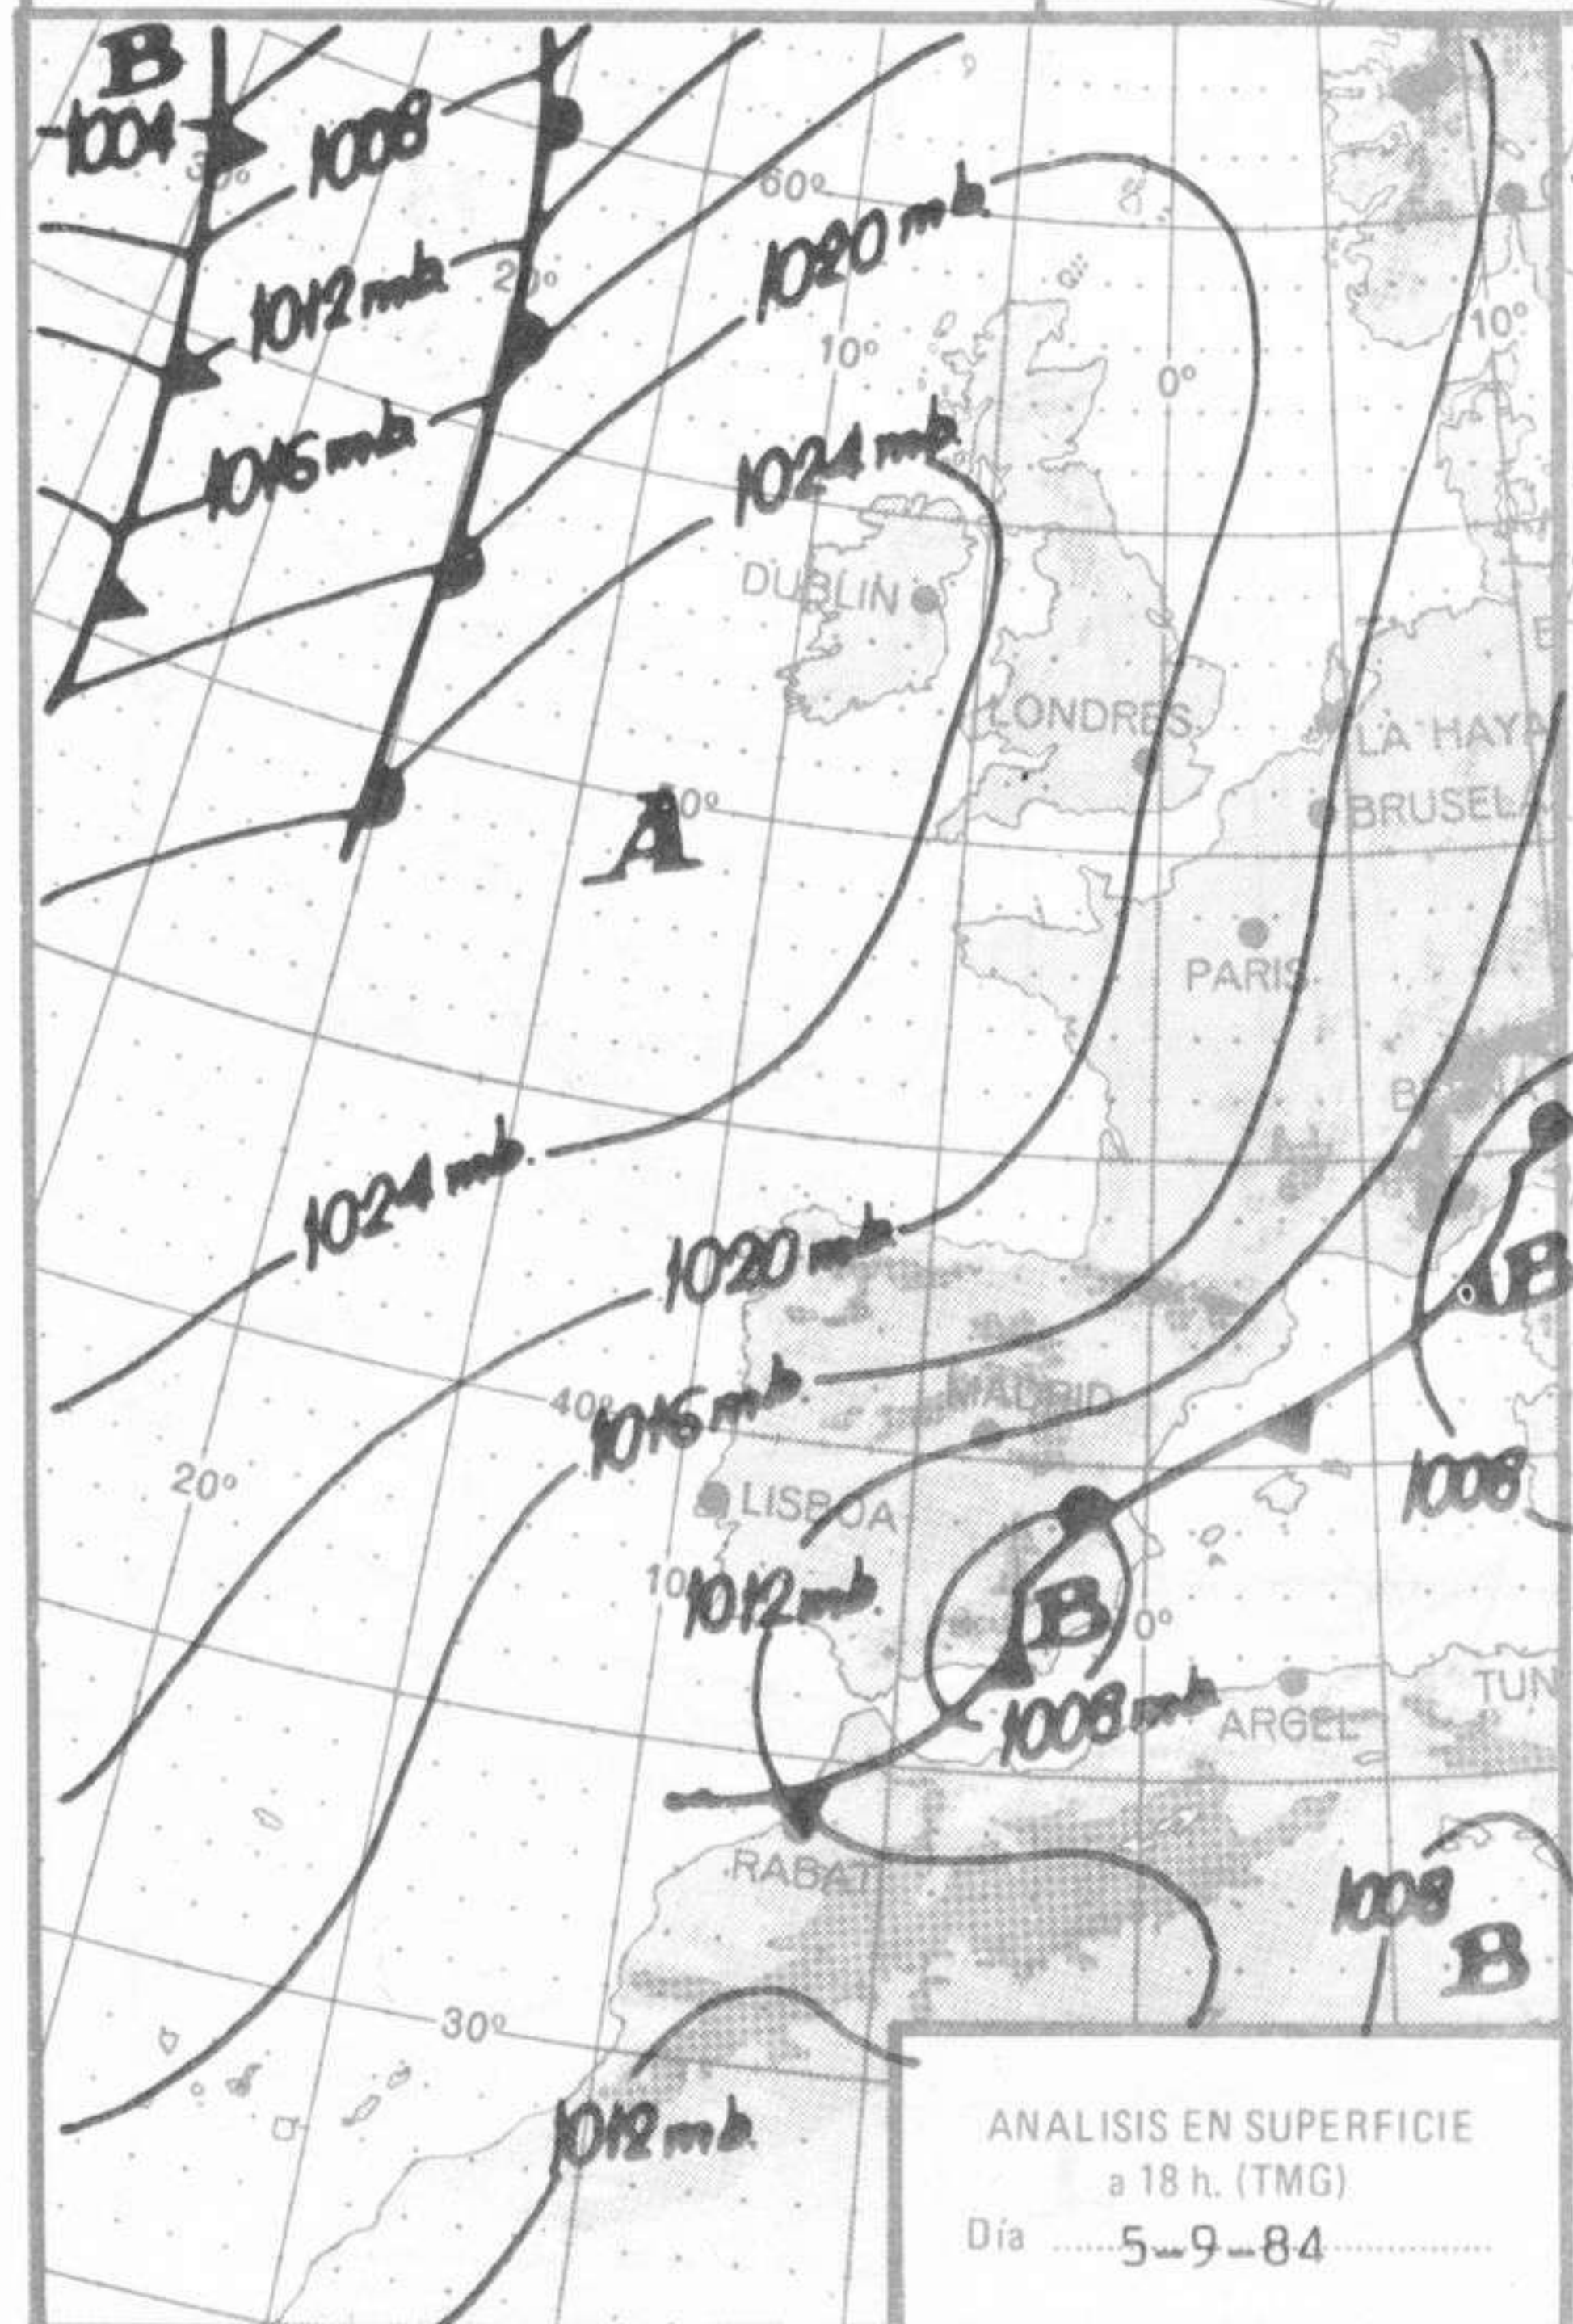 B
1004
1008
30°
60°
1020 mb.
1012 mb.
20°
10°
10°
0°
1016 mb.
1024 mb.
DUBLIN
LONDRES
LA HAYA
A
50°
BRUSELA
PARIS
1024 mb.
1020 mb.
B
40°
1016 mb.
MADRID
20°
LISBOA
1008
10
1012 mb
B
0°
1008 mb.
ARGEL
TUN
RABAT
1008
B
30°
1012 mb.
ANALISIS EN SUPERFICIE
a 18 h. (TMG)
Día 5-9-84